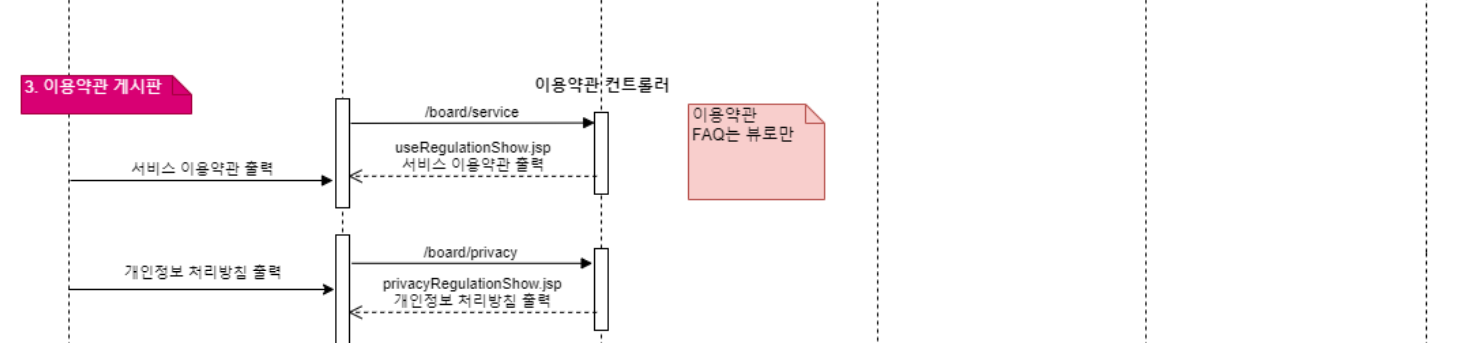 3. 이용약관 게시판
이용약관 컨트롤러
/board/service
이용약관
FAQ는 뷰로만
useRegulationShow.jsp
서비스 이용약관 출력
서비스 이용약관 출력
/board/privacy
개인정보 처리방침 출력
privacyRegulationShow.jsp
개인정보 처리방침 출력